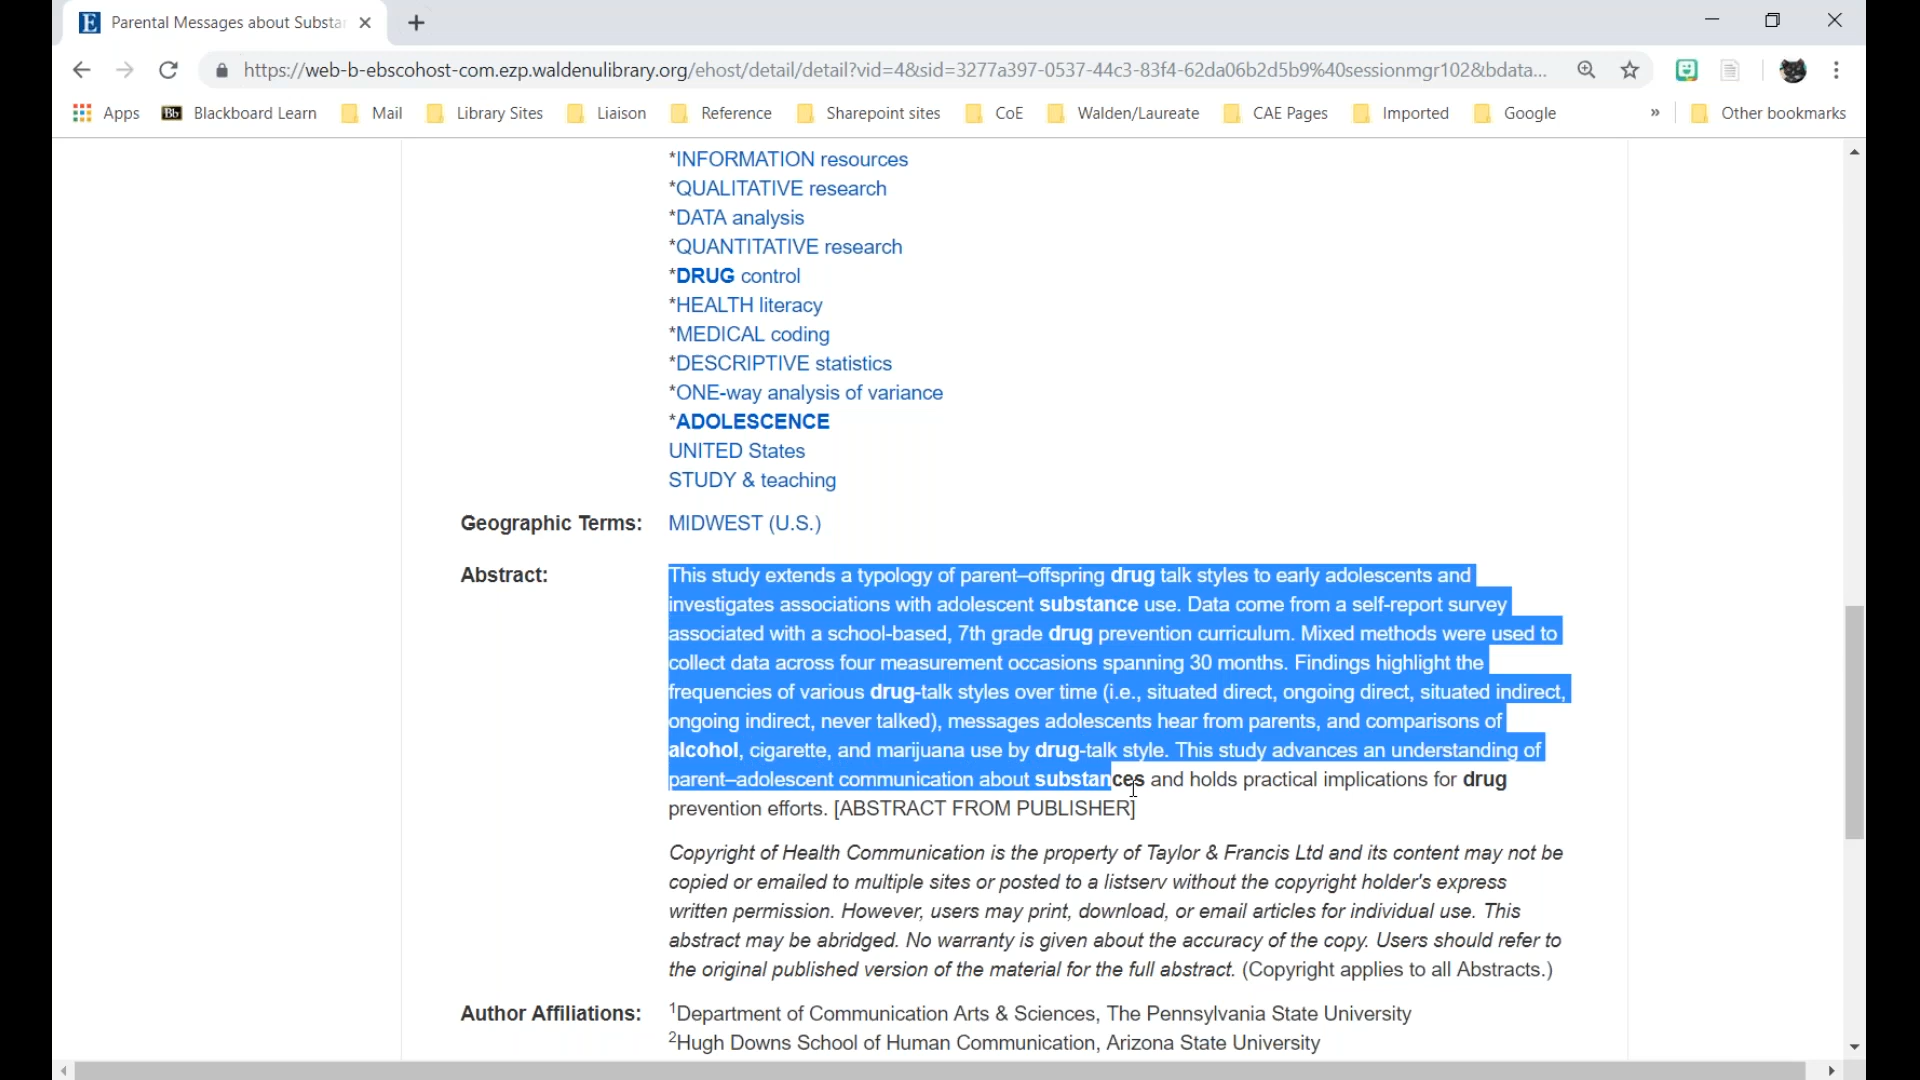 Parental Messages about Substa
https://web-b-ebscohost-com.ezp.waldenulibrary.org/ehost/detail/detail?vid=4&sid=3277a397-0537-44c3-83f4-62da06b2d5b9%40sessionmgr102&bdata...
Apps Bb Blackboard Learn Mail Library Sites Liaison Reference Sharepoint sites CoE Walden/Laureate CAE Pages Imported Google » Other bookmarks
*INFORMATION resources
*QUALITATIVE research
*DATA analysis
*QUANTITATIVE research
*DRUG control
*HEALTH literacy
*MEDICAL coding
*DESCRIPTIVE statistics
*ONE-way analysis of variance
*ADOLESCENCE
UNITED States
STUDY & teaching
Geographic Terms: MIDWEST (U.S.)
Abstract: This study extends a typology of parent–offspring drug talk styles to early adolescents and
investigates associations with adolescent substance use. Data come from a self-report survey
associated with a school-based, 7th grade drug prevention curriculum. Mixed methods were used to
collect data across four measurement occasions spanning 30 months. Findings highlight the
frequencies of various drug-talk styles over time (i.e., situated direct, ongoing direct, situated indirect,
ongoing indirect, never talked), messages adolescents hear from parents, and comparisons of
alcohol, cigarette, and marijuana use by drug-talk style. This study advances an understanding of
parent–adolescent communication about substances and holds practical implications for drug
prevention efforts. [ABSTRACT FROM PUBLISHER]
Copyright of Health Communication is the property of Taylor & Francis Ltd and its content may not be
copied or emailed to multiple sites or posted to a listserv without the copyright holder's express
written permission. However, users may print, download, or email articles for individual use. This
abstract may be abridged. No warranty is given about the accuracy of the copy. Users should refer to
the original published version of the material for the full abstract. (Copyright applies to all Abstracts.)
Author Affiliations: 1Department of Communication Arts & Sciences, The Pennsylvania State University
2Hugh Downs School of Human Communication, Arizona State University